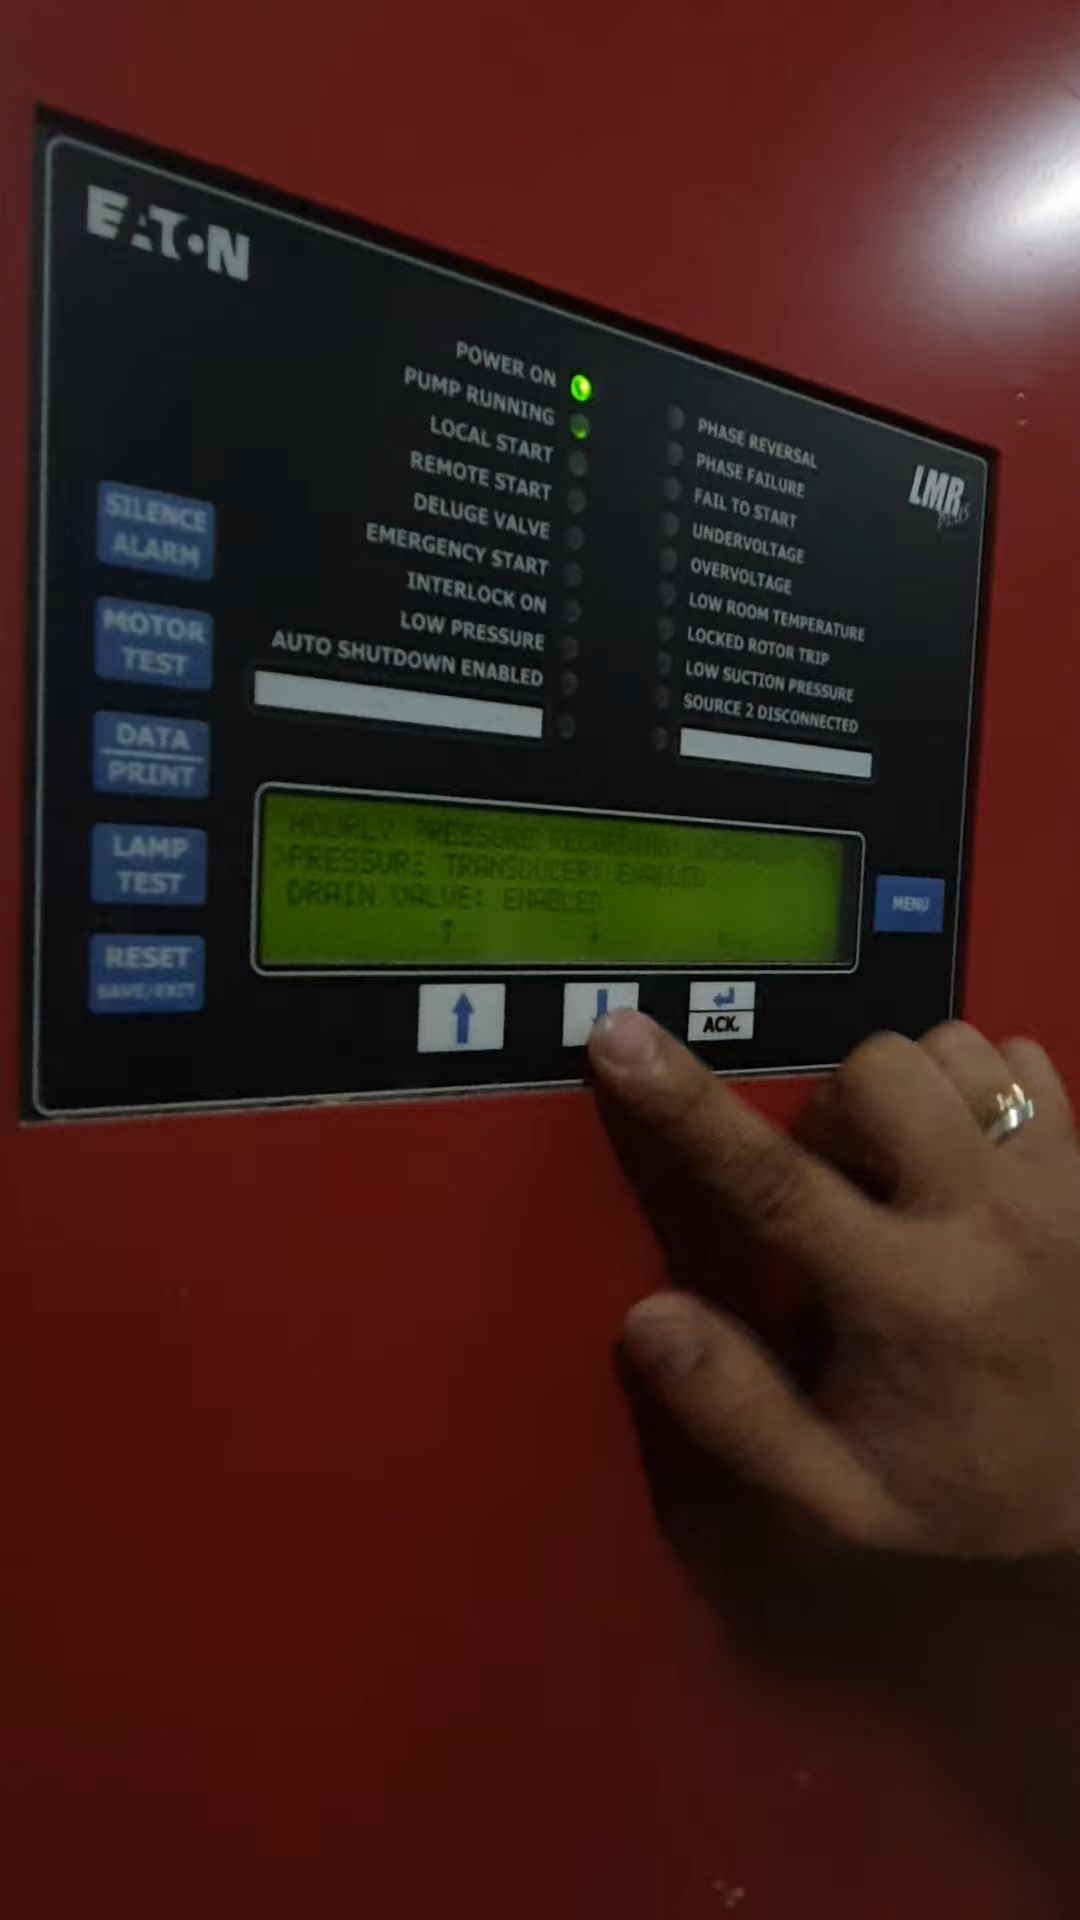 EATON
POWER ON
PUMP RUNNING
LOCAL START
REMOTE START
DELUGE VALVE
EMERGENCY START
INTERLOCK ON
LOW PRESSURE
AUTO SHUTDOWN ENABLED
PHASE REVERSAL
PHASE FAILURE
FAIL TO START
UNDERVOLTAGE
OVERVOLTAGE
LOW ROOM TEMPERATURE
LOCKED ROTOR TRIP
LOW SUCTION PRESSURE
SOURCE 2 DISCONNECTED
LMR
plus
SILENCE
ALARM
MOTOR
TEST
DATA
PRINT
LAMP
TEST
RESET
SAVE/EXIT
HOURLY PRESSURE RECORDING:
>PRESSURE TRANSDUCER: ENABLED
DRAIN VALVE: ENABLED
MENU
ACK.